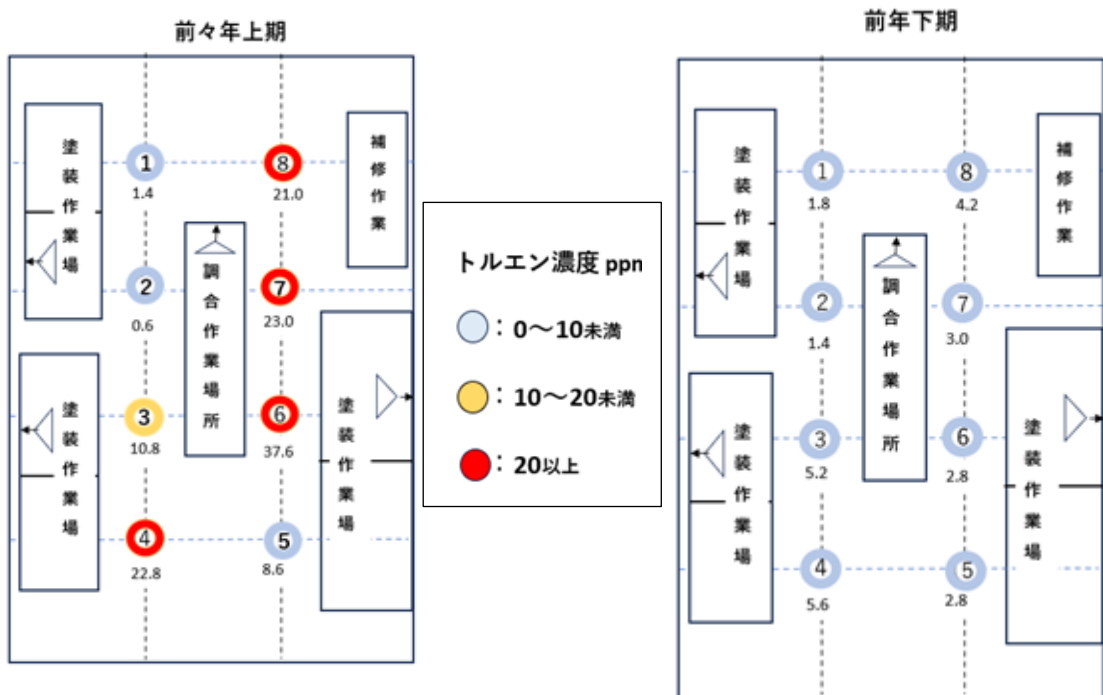 前々年上期
塗装作業場
①
1.4
⑧
21.0
補修作業
②
0.6
調合作業場所
⑦
23.0
塗装作業場
③
10.8
⑥
37.6
塗装作業場
④
22.8
⑤
8.6
トルエン濃度 ppn
：0～10未満
：10～20未満
：20以上
前年下期
塗装作業場
①
1.8
⑧
4.2
補修作業
②
1.4
調合作業場所
⑦
3.0
塗装作業場
③
5.2
⑥
2.8
塗装作業場
④
5.6
⑤
2.8